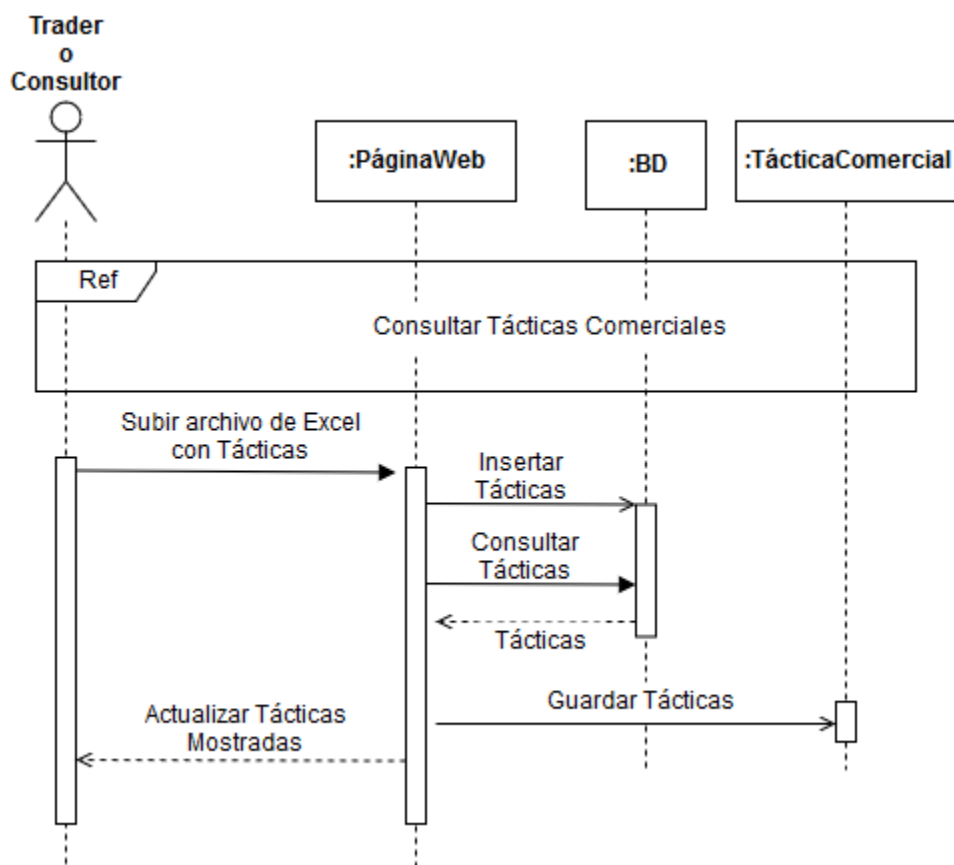 Trader
o
Consultor
:PáginaWeb
:BD
:TácticaComercial
Ref
Consultar Tácticas Comerciales
Subir archivo de Excel
con Tácticas
Insertar
Tácticas
Consultar
Tácticas
Tácticas
Guardar Tácticas
Actualizar Tácticas
Mostradas